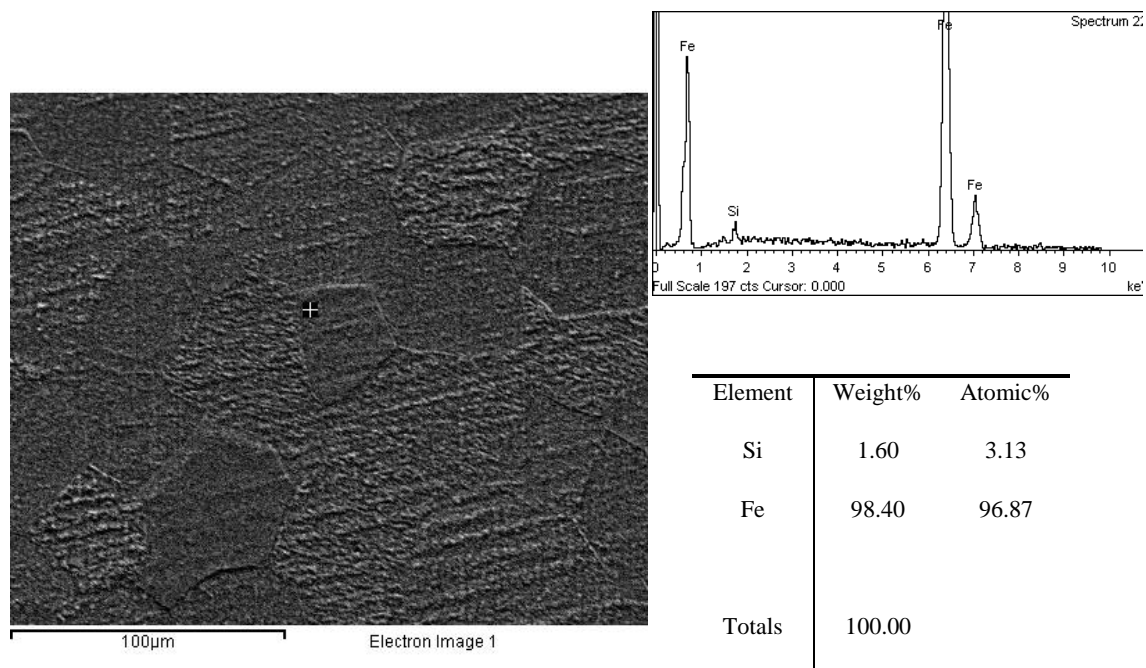 Spectrum 22
Fe
Fe
Fe
Si
0 1 2 3 4 5 6 7 8 9 10
Full Scale 197 cts Cursor: 0.000
100µm
Electron Image 1
Element Weight% Atomic%
Si 1.60 3.13
Fe 98.40 96.87
Totals 100.00